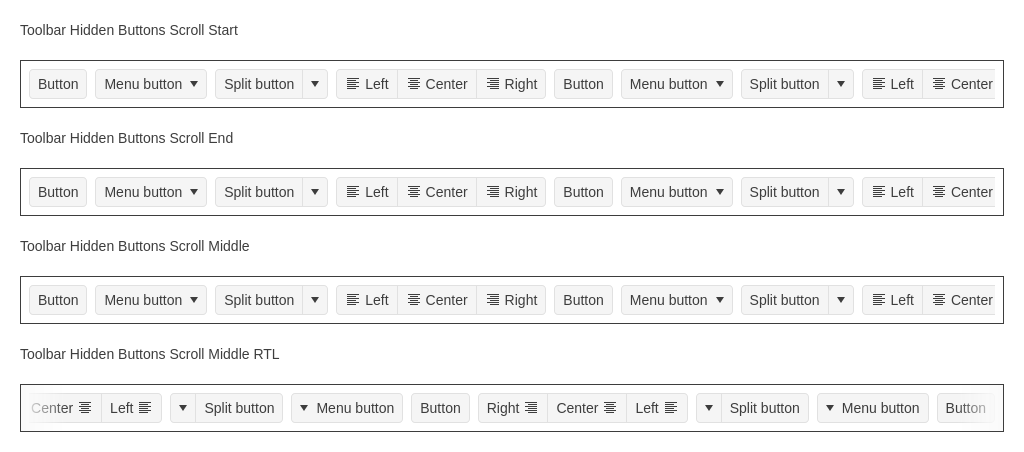 Toolbar Hidden Buttons Scroll Start
Button Menu button Split button Left Center Right Button Menu button Split button Left Center
Toolbar Hidden Buttons Scroll End
Button Menu button Split button Left Center Right Button Menu button Split button Left Center
Toolbar Hidden Buttons Scroll Middle
Button Menu button Split button Left Center Right Button Menu button Split button Left Center
Toolbar Hidden Buttons Scroll Middle RTL
Center Left Split button Menu button Button Right Center Left Split button Menu button Button